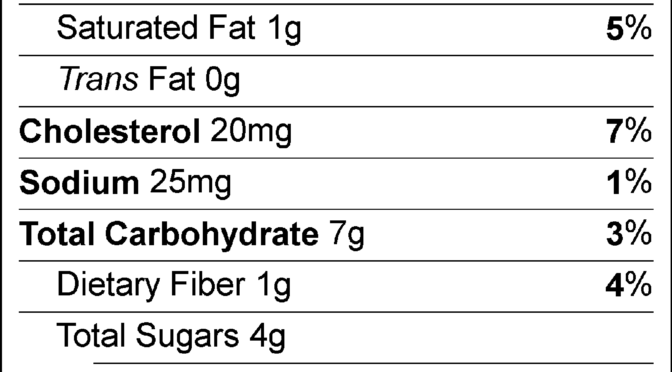 Saturated Fat 1g 5%
Trans Fat 0g
Cholesterol 20mg 7%
Sodium 25mg 1%
Total Carbohydrate 7g 3%
Dietary Fiber 1g 4%
Total Sugars 4g